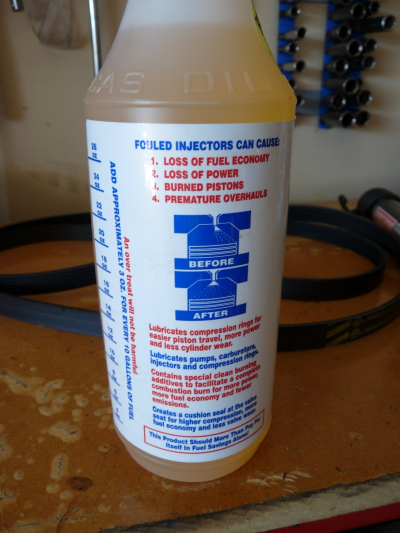 GAS OIL
FOULED INJECTORS CAN CAUSE:
1. LOSS OF FUEL ECONOMY
2. LOSS OF POWER
3. BURNED PISTONS
4. PREMATURE OVERHAULS
BEFORE
AFTER
Lubricates compression rings for
easier piston travel, more power
and less cylinder wear.
Lubricates pumps, carburetors,
injectors and compression rings.
Contains special clean burning
additives to facilitate a complete
combustion burn for more power,
more fuel economy and fewer
emissions.
Creates a cushion seal at the valve
seat for higher compression, more
fuel economy and less valve wear.
This Product Should More Than Pay For
Itself In Fuel Savings Alone!
An over treat will not be harmful
ADD APPROXIMATELY 3 OZ. FOR EVERY 10 GALLONS OF FUEL